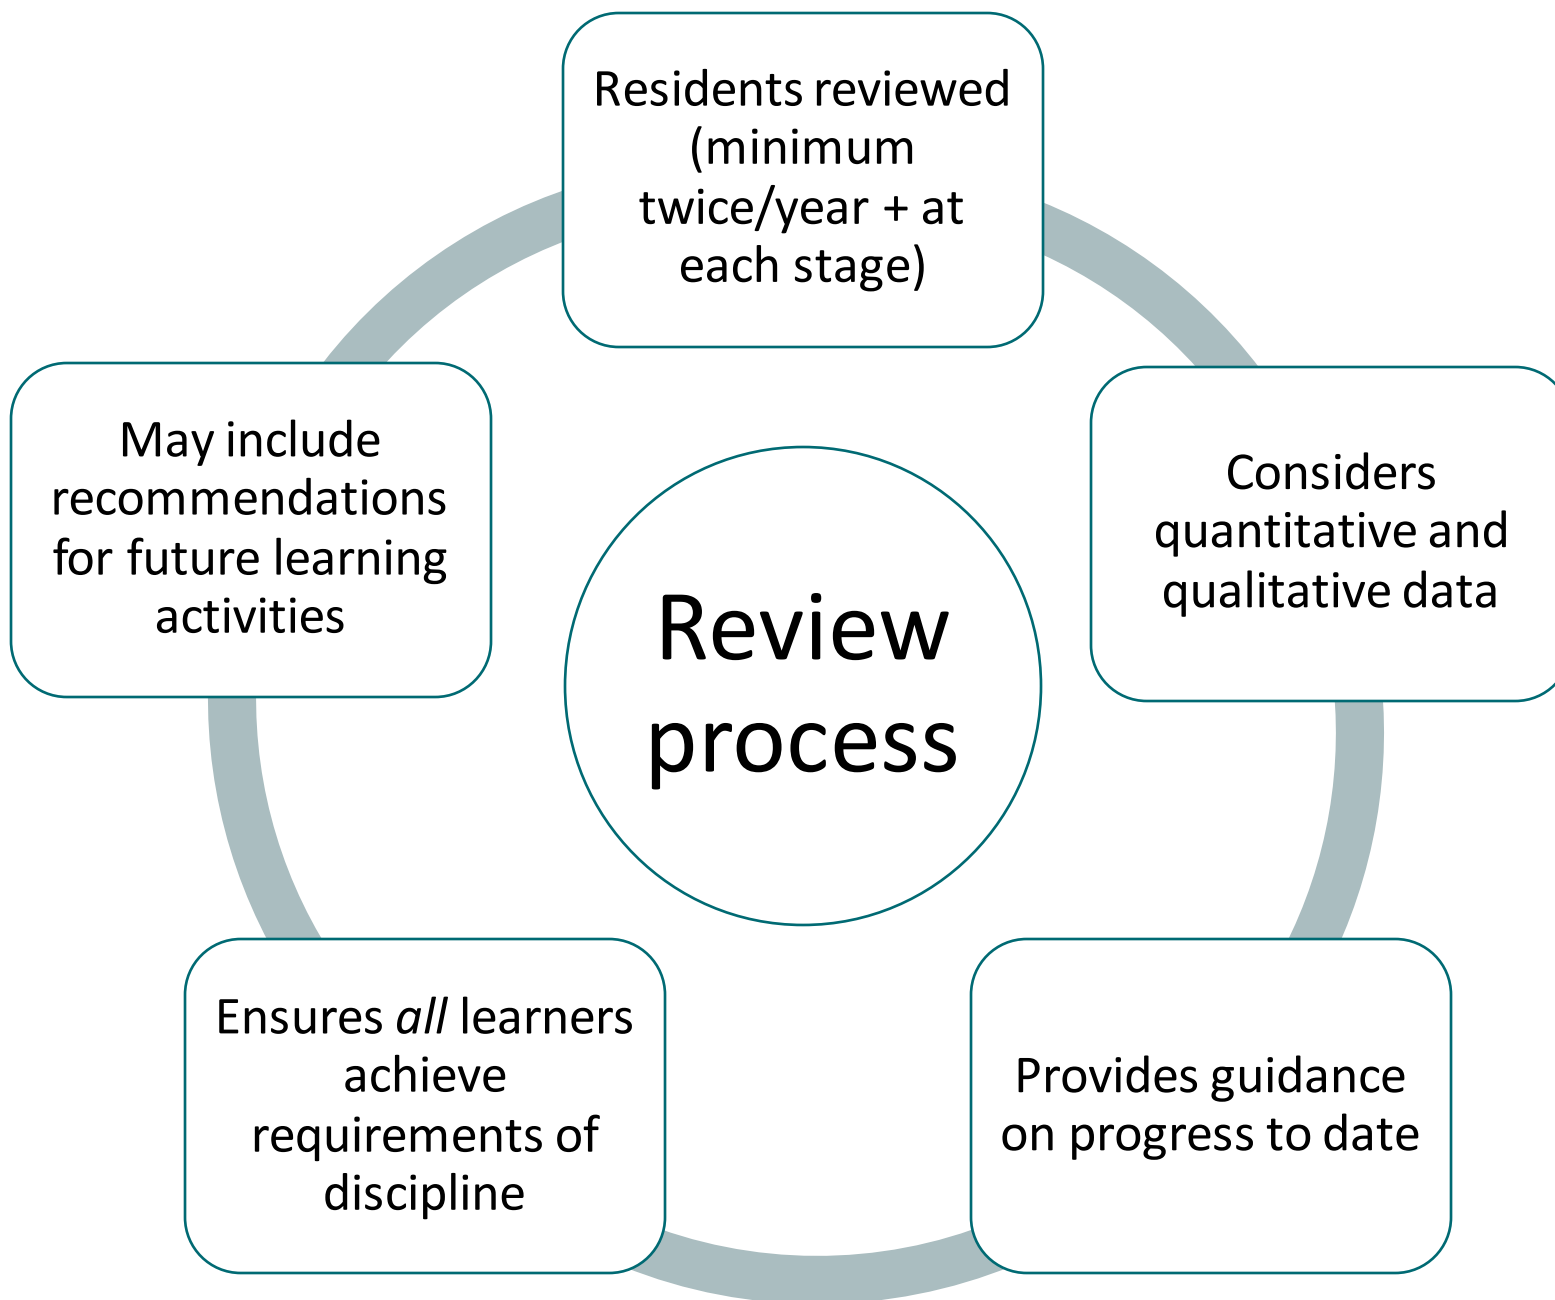 Residents reviewed
(minimum
twice/year + at
each stage)
Considers
quantitative and
qualitative data
Provides guidance
on progress to date
Ensures all learners
achieve
requirements of
discipline
May include
recommendations
for future learning
activities
Review
process